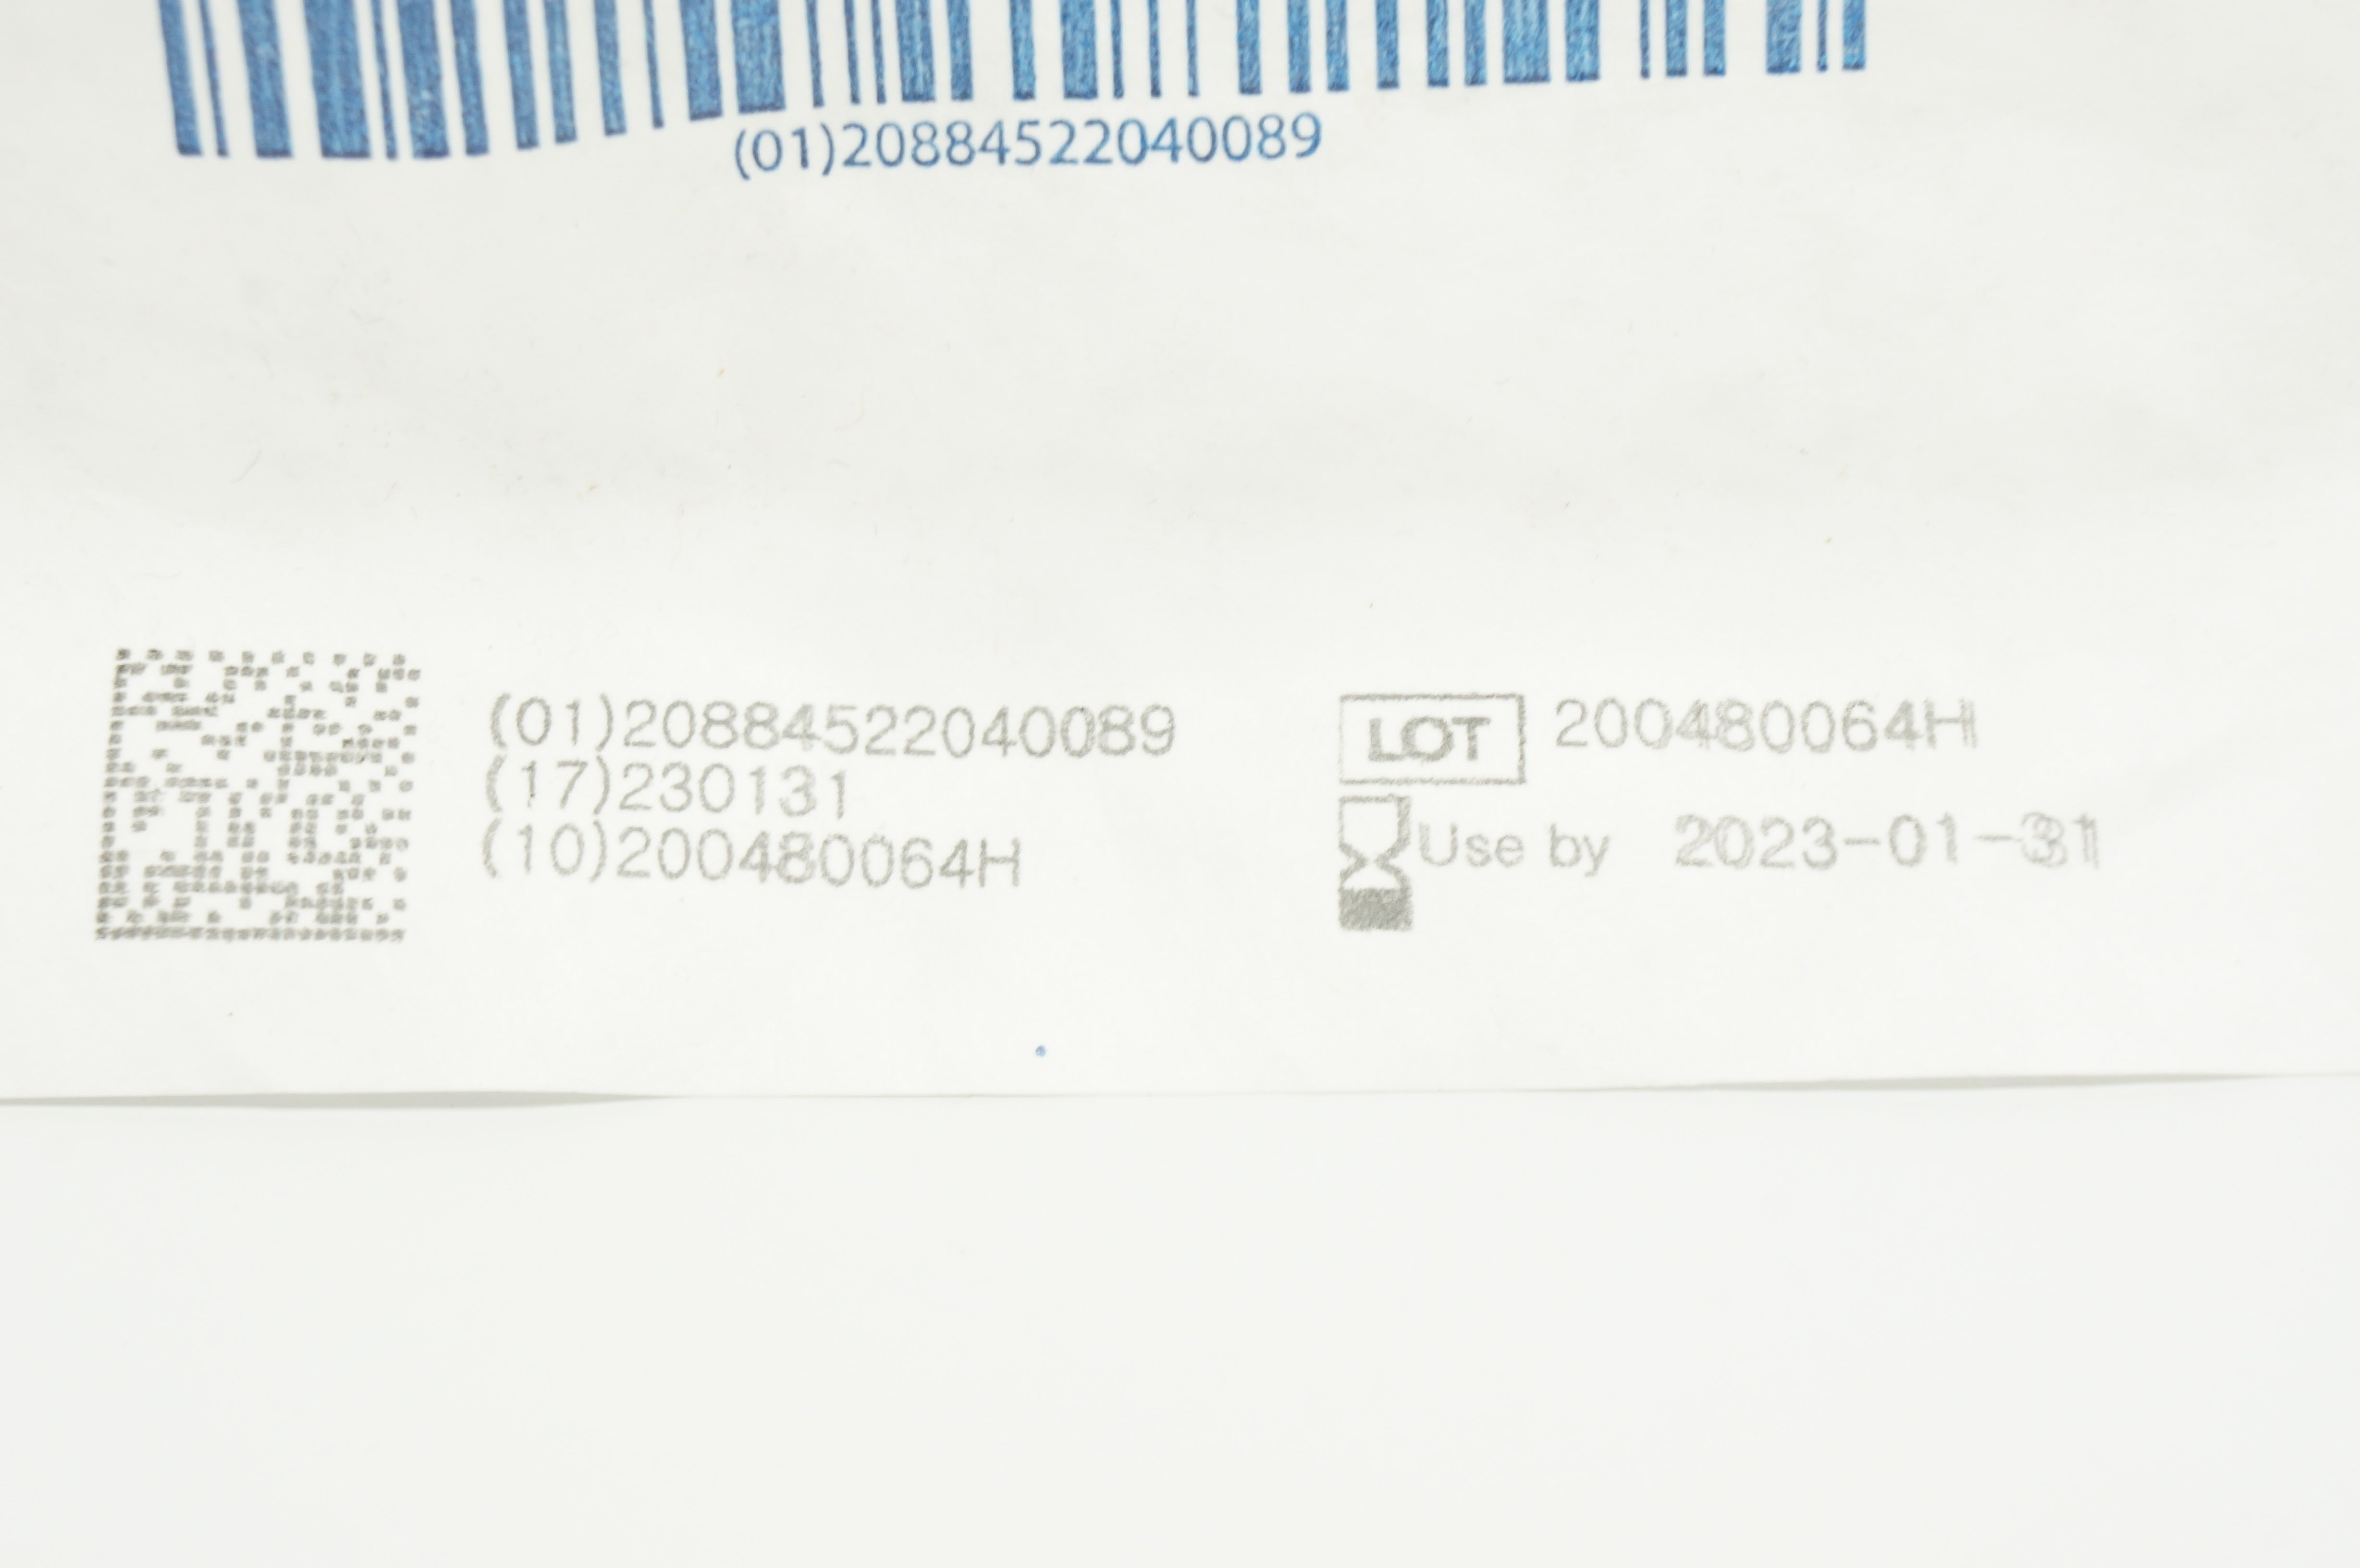 (01)20884522040089
(01)20884522040089
(17)230131
(10)200480064H
LOT 200480064H
Use by 2023-01-31